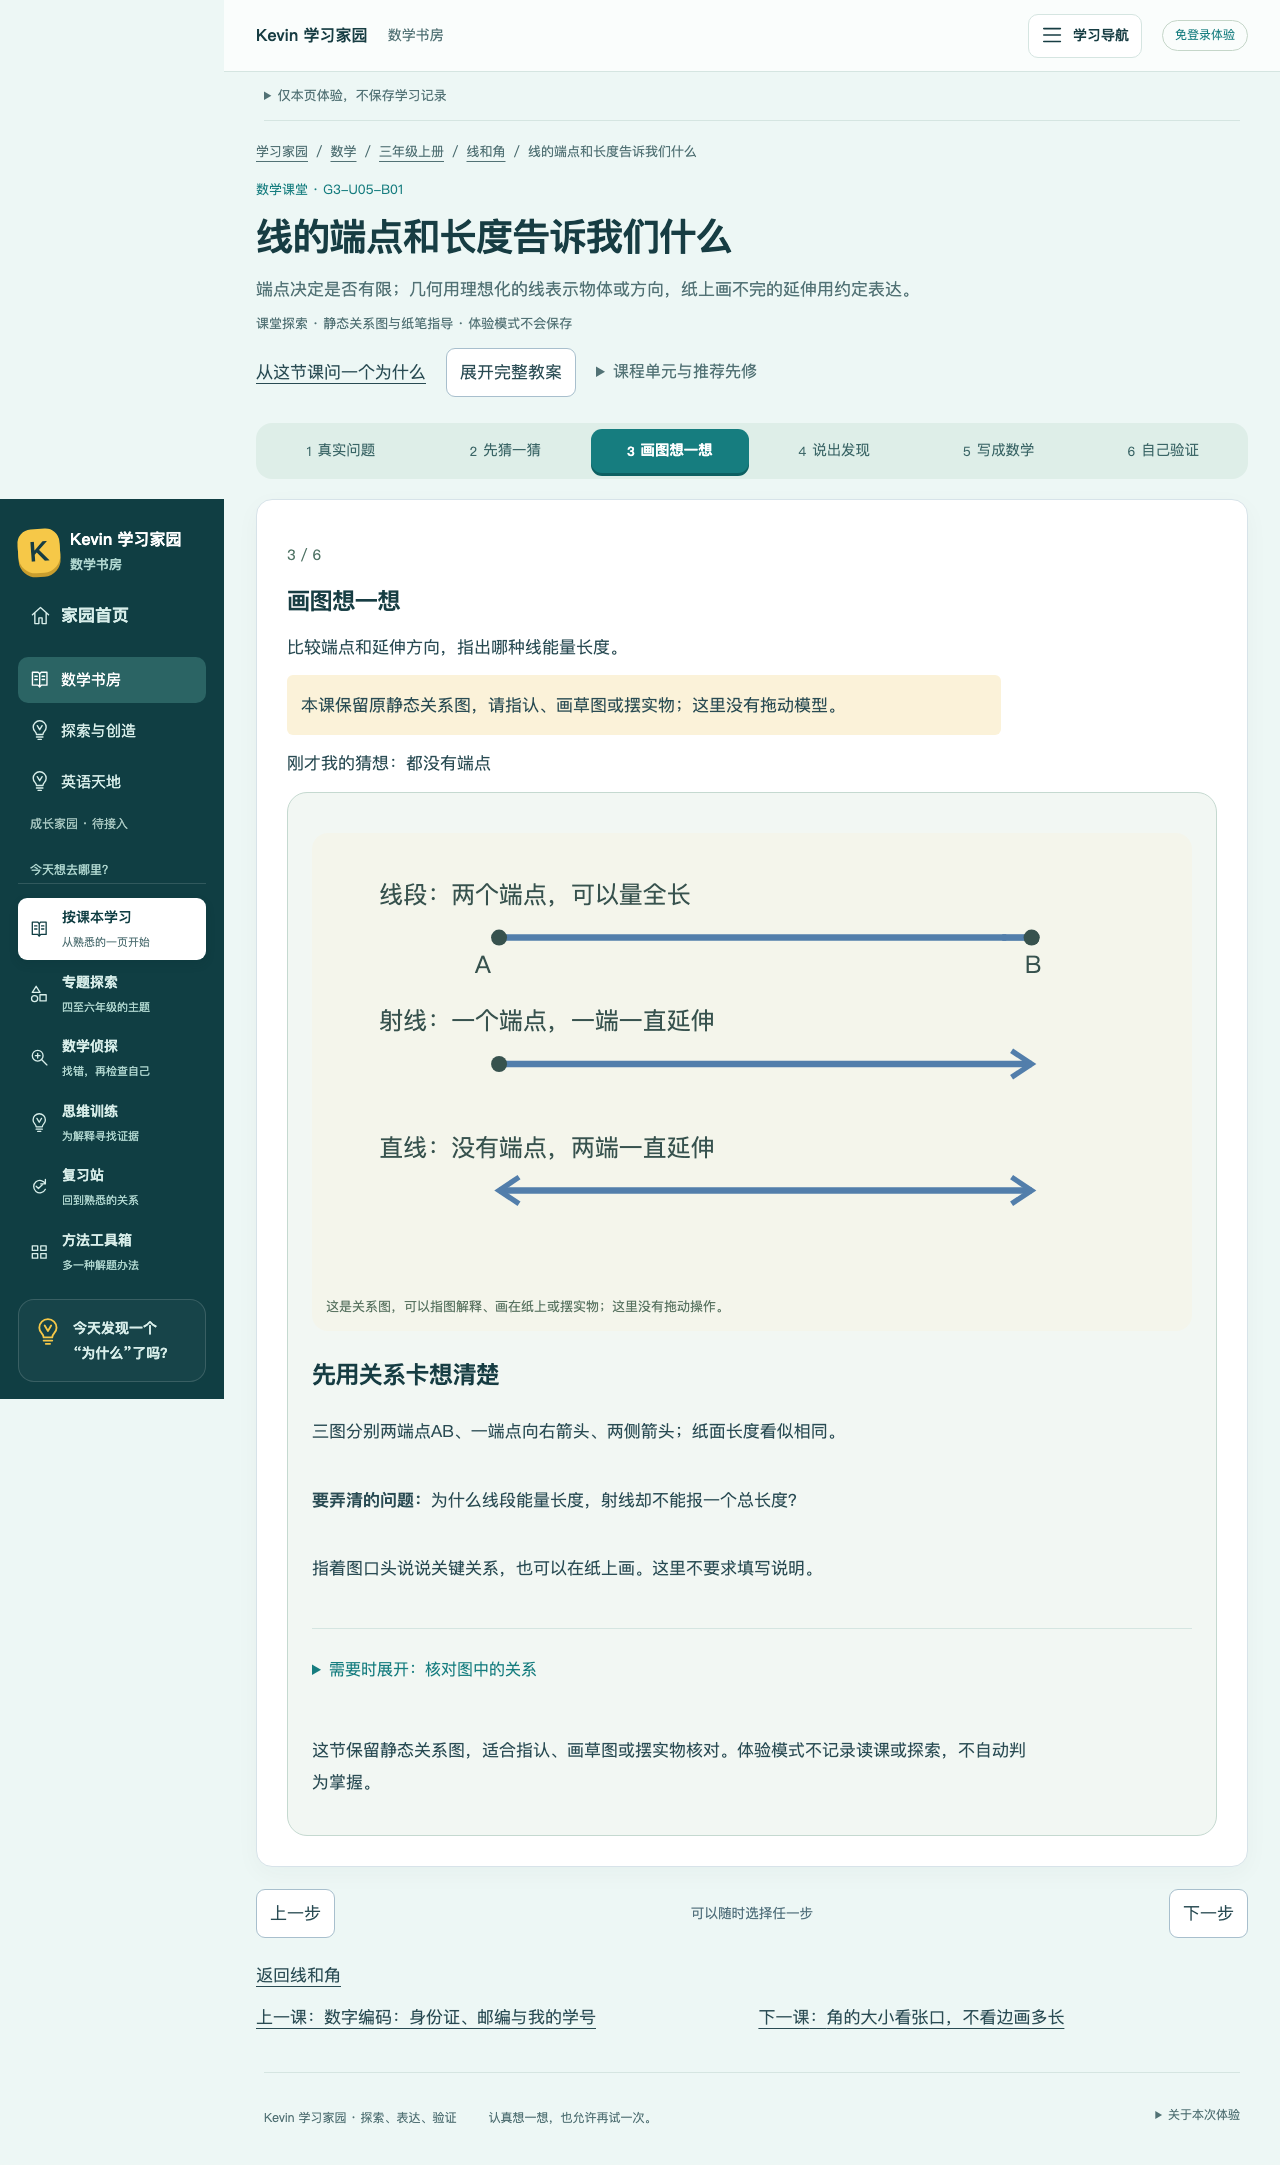 Kevin 学习家园 数学书房
学习导航
免登录体验
仅本页体验，不保存学习记录
学习家园 / 数学 / 三年级上册 / 线和角 / 线的端点和长度告诉我们什么
数学课堂 · G3-U05-B01
线的端点和长度告诉我们什么
端点决定是否有限；几何用理想化的线表示物体或方向，纸上画不完的延伸用约定表达。
课堂探索 · 静态关系图与纸笔指导 · 体验模式不会保存
从这节课问一个为什么
展开完整教案
课程单元与推荐先修
1 真实问题
2 先猜一猜
3 画图想一想
4 说出发现
5 写成数学
6 自己验证
K
Kevin 学习家园
数学书房
家园首页
数学书房
探索与创造
英语天地
成长家园 · 待接入
今天想去哪里？
按课本学习
从熟悉的一页开始
专题探索
四至六年级的主题
数学侦探
找错，再检查自己
思维训练
为解释寻找证据
复习站
回到熟悉的关系
方法工具箱
多一种解题办法
今天发现一个
“为什么”了吗？
3 / 6
画图想一想
比较端点和延伸方向，指出哪种线能量长度。
本课保留原静态关系图，请指认、画草图或摆实物；这里没有拖动模型。
刚才我的猜想：都没有端点
线段：两个端点，可以量全长
A
B
射线：一个端点，一端一直延伸
直线：没有端点，两端一直延伸
这是关系图，可以指图解释、画在纸上或摆实物；这里没有拖动操作。
先用关系卡想清楚
三图分别两端点AB、一端点向右箭头、两侧箭头；纸面长度看似相同。
要弄清的问题：为什么线段能量长度，射线却不能报一个总长度？
指着图口头说说关键关系，也可以在纸上画。这里不要求填写说明。
需要时展开：核对图中的关系
这节保留静态关系图，适合指认、画草图或摆实物核对。体验模式不记录读课或探索，不自动判
为掌握。
上一步
可以随时选择任一步
下一步
返回线和角
上一课：数字编码：身份证、邮编与我的学号
下一课：角的大小看张口，不看边画多长
Kevin 学习家园 · 探索、表达、验证
认真想一想，也允许再试一次。
关于本次体验